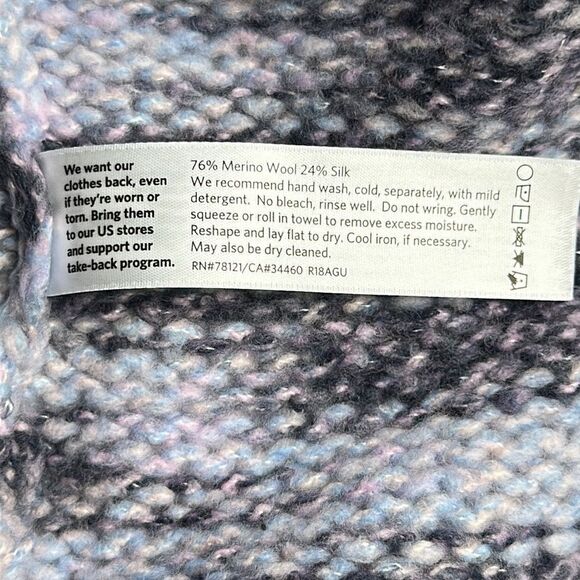 We want our
clothes back, even
if they're worn or
torn. Bring them
to our US stores
and support our
take-back program.
76% Merino Wool 24% Silk
We recommend hand wash, cold, separately, with mild
detergent. No bleach, rinse well. Do not wring. Gently
squeeze or roll in towel to remove excess moisture.
Reshape and lay flat to dry. Cool iron, if necessary.
May also be dry cleaned.
RN#78121/CA#34460 R18AGU